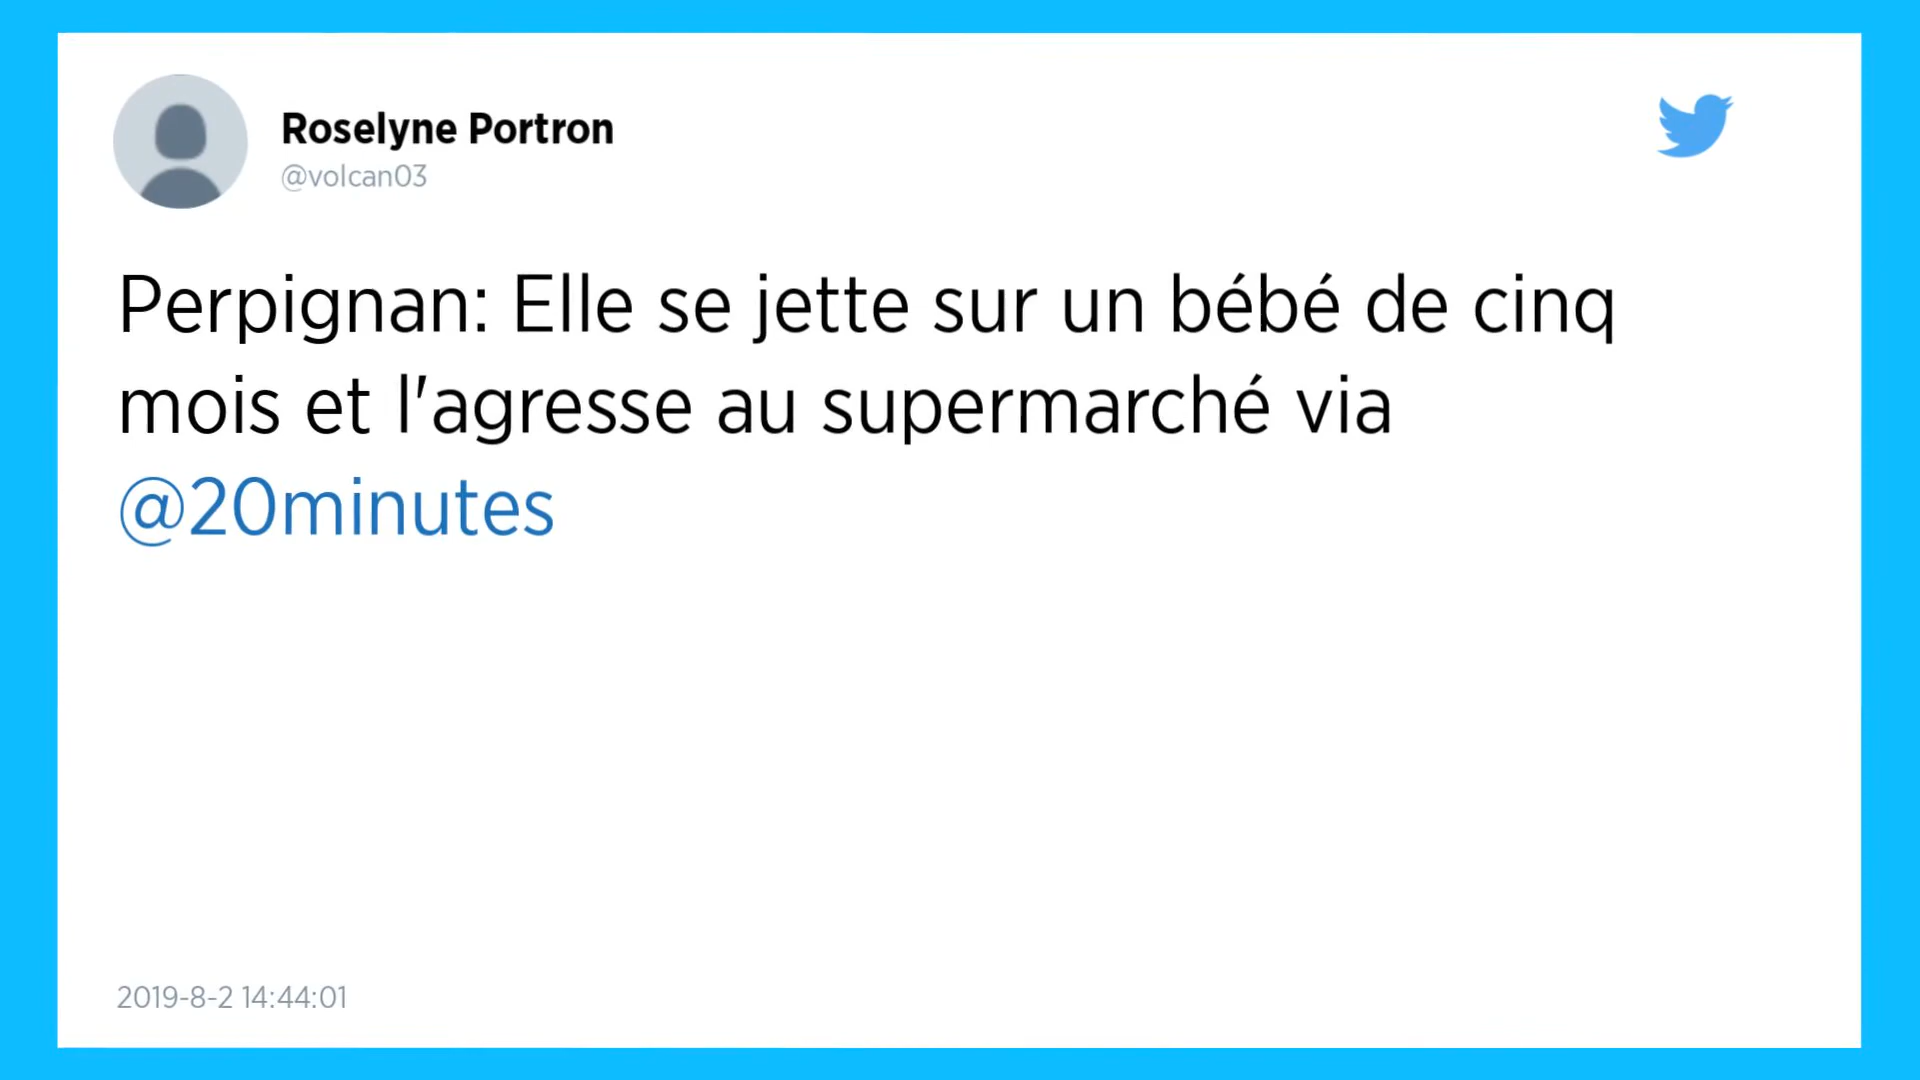 Roselyne Portron
@volcan03
Perpignan: Elle se jette sur un bébé de cinq
mois et l'agresse au supermarché via
@20minutes
2019-8-2 14:44:01